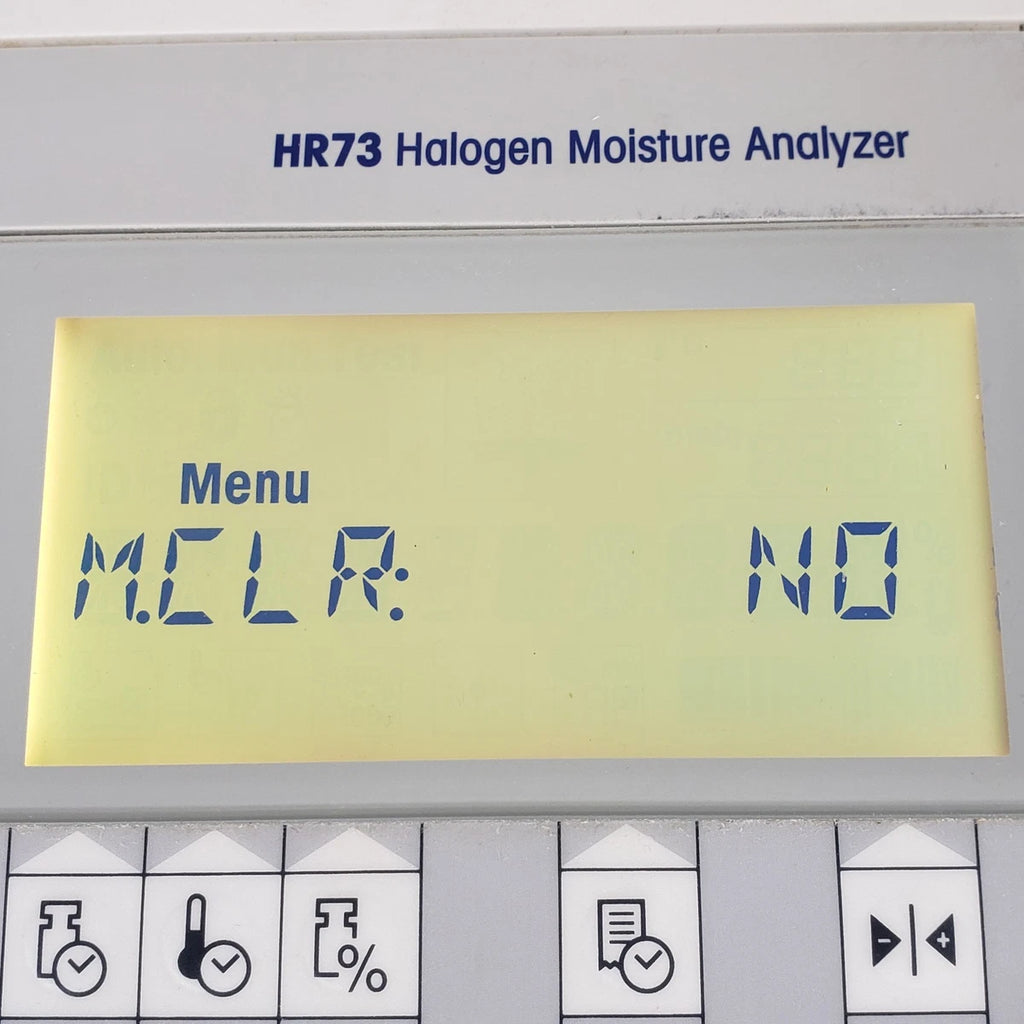 HR73 Halogen Moisture Analyzer
Menu
M.CLR: NO
%
- +